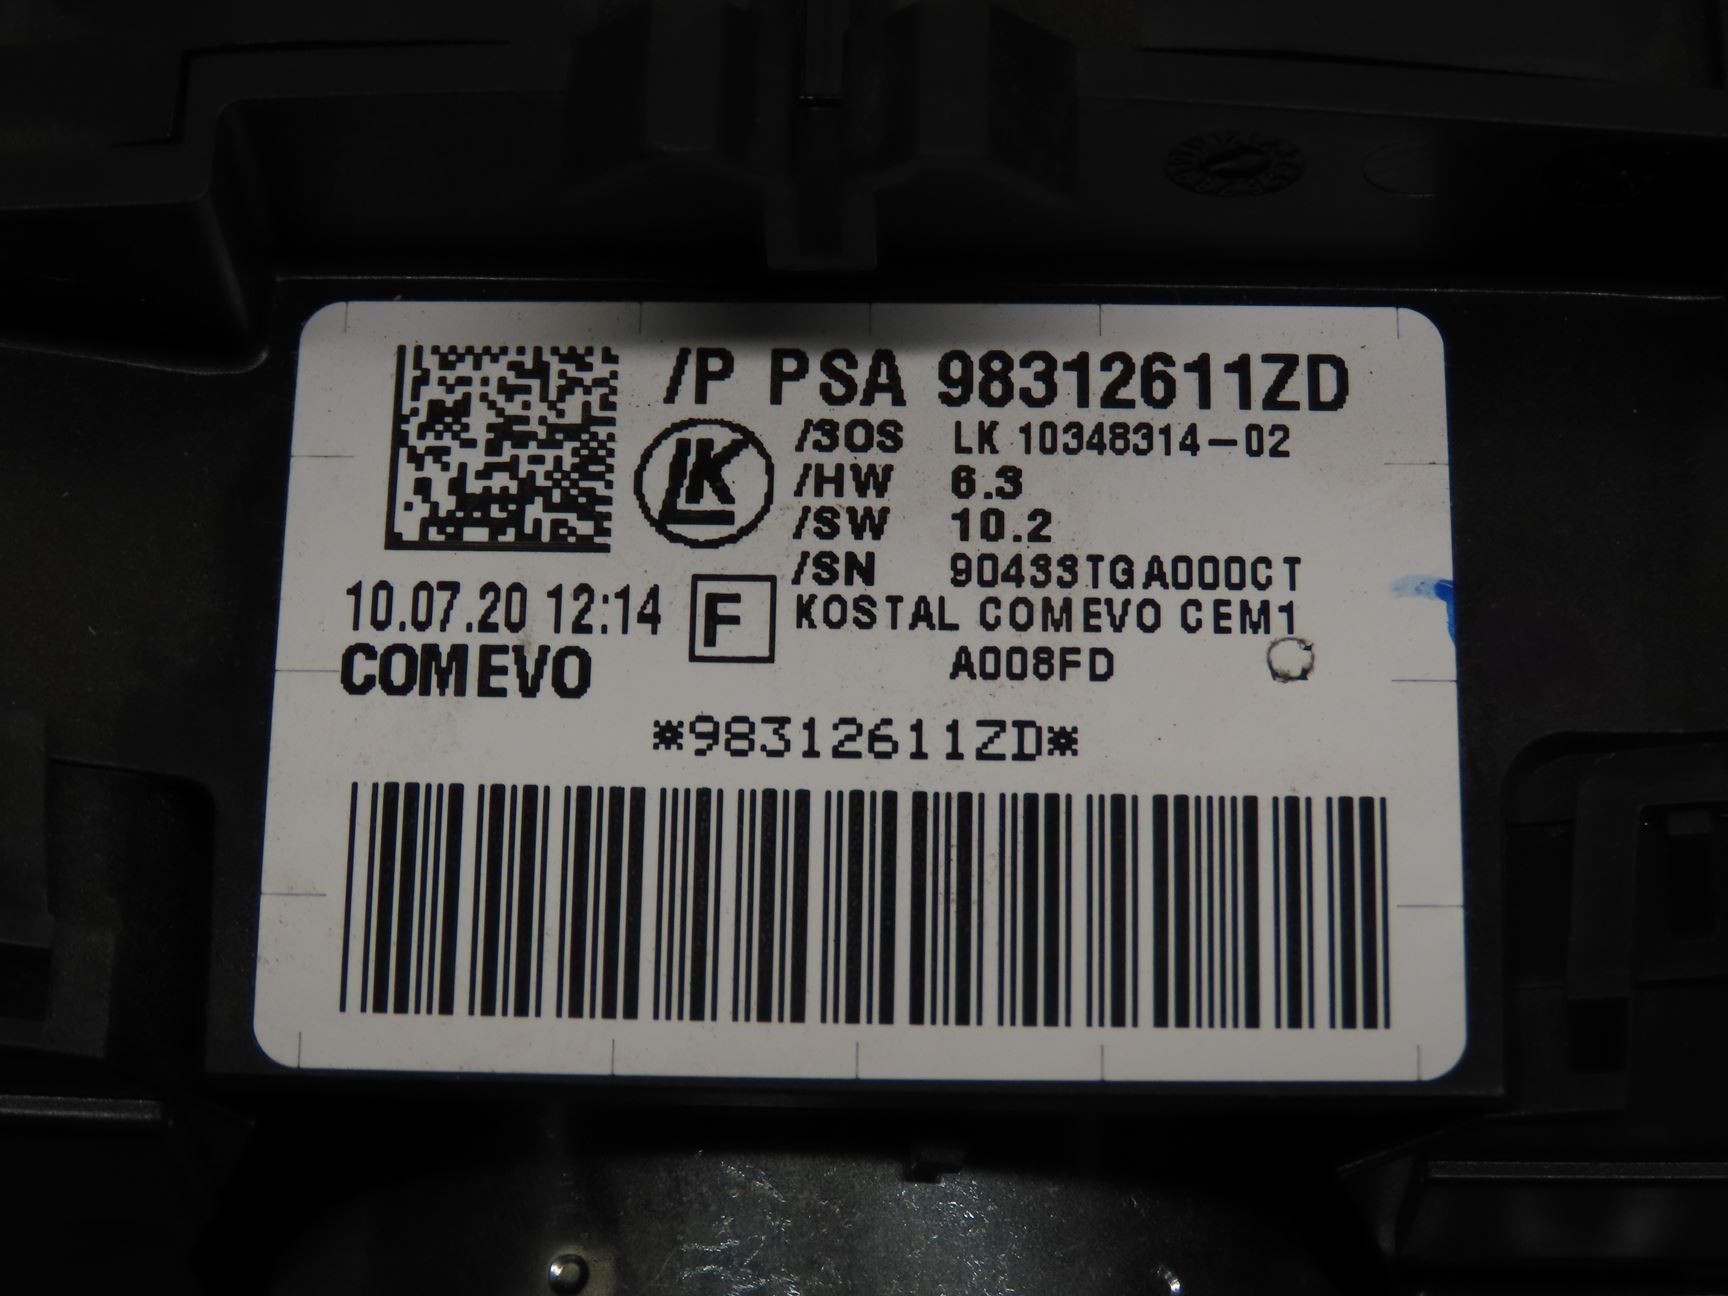 /P PSA 98312611ZD
LK
/SOS LK 10348314-02
/HW 6.3
/SW 10.2
/SN 90433TGA000CT
10.07.20 12:14 F KOSTAL COMEVO CEM1
COMEVO A008FD
*98312611ZD*